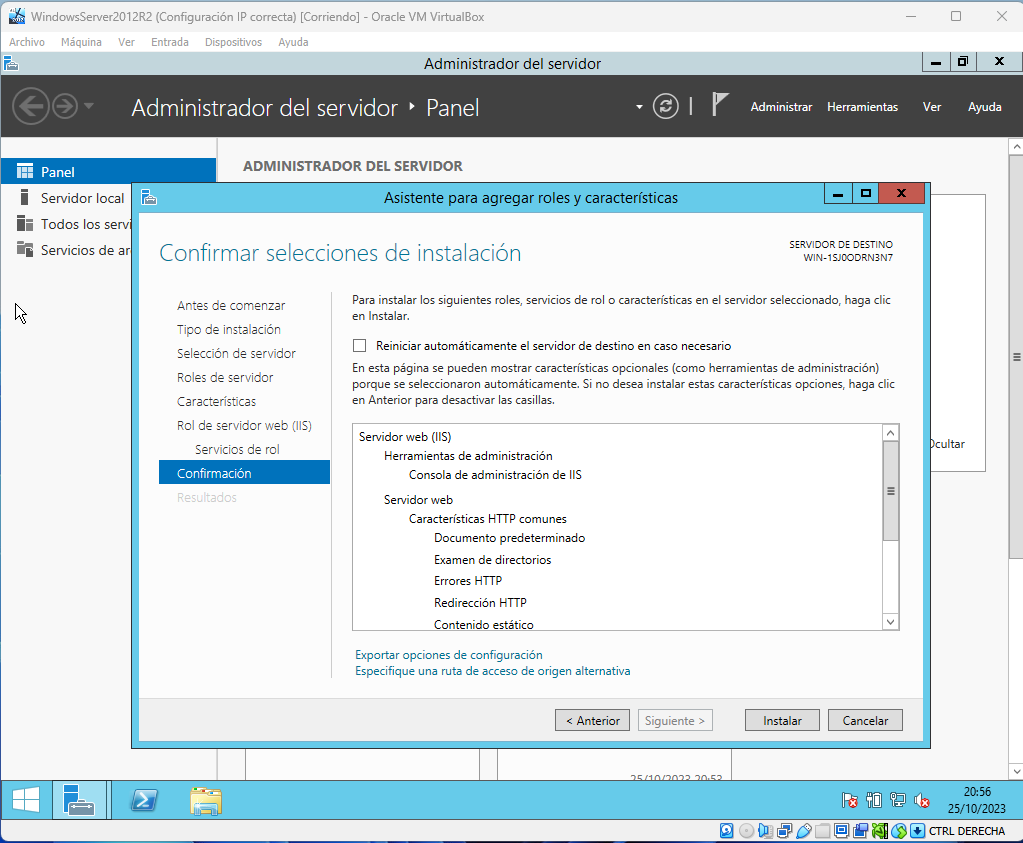 WindowsServer2012R2 (Configuración IP correcta) [Corriendo] - Oracle VM VirtualBox
Archivo Máquina Ver Entrada Dispositivos Ayuda
Administrador del servidor
Administrador del servidor Panel
Administrar Herramientas Ver Ayuda
Panel
Servidor local
Todos los servi
Servicios de ar
ADMINISTRADOR DEL SERVIDOR
Asistente para agregar roles y características
Confirmar selecciones de instalación
SERVIDOR DE DESTINO
WIN-1SJ0ODRN3N7
Antes de comenzar
Tipo de instalación
Selección de servidor
Roles de servidor
Características
Rol de servidor web (IIS)
Servicios de rol
Confirmación
Resultados
Para instalar los siguientes roles, servicios de rol o características en el servidor seleccionado, haga clic
en Instalar.
Reiniciar automáticamente el servidor de destino en caso necesario
En esta página se pueden mostrar características opcionales (como herramientas de administración)
porque se seleccionaron automáticamente. Si no desea instalar estas características opciones, haga clic
en Anterior para desactivar las casillas.
Servidor web (IIS)
Herramientas de administración
Consola de administración de IIS
Servidor web
Características HTTP comunes
Documento predeterminado
Examen de directorios
Errores HTTP
Redirección HTTP
Contenido estático
Exportar opciones de configuración
Especifique una ruta de acceso de origen alternativa
< Anterior Siguiente > Instalar Cancelar
Ocultar
25/10/2023 20:53
20:56
25/10/2023
CTRL DERECHA